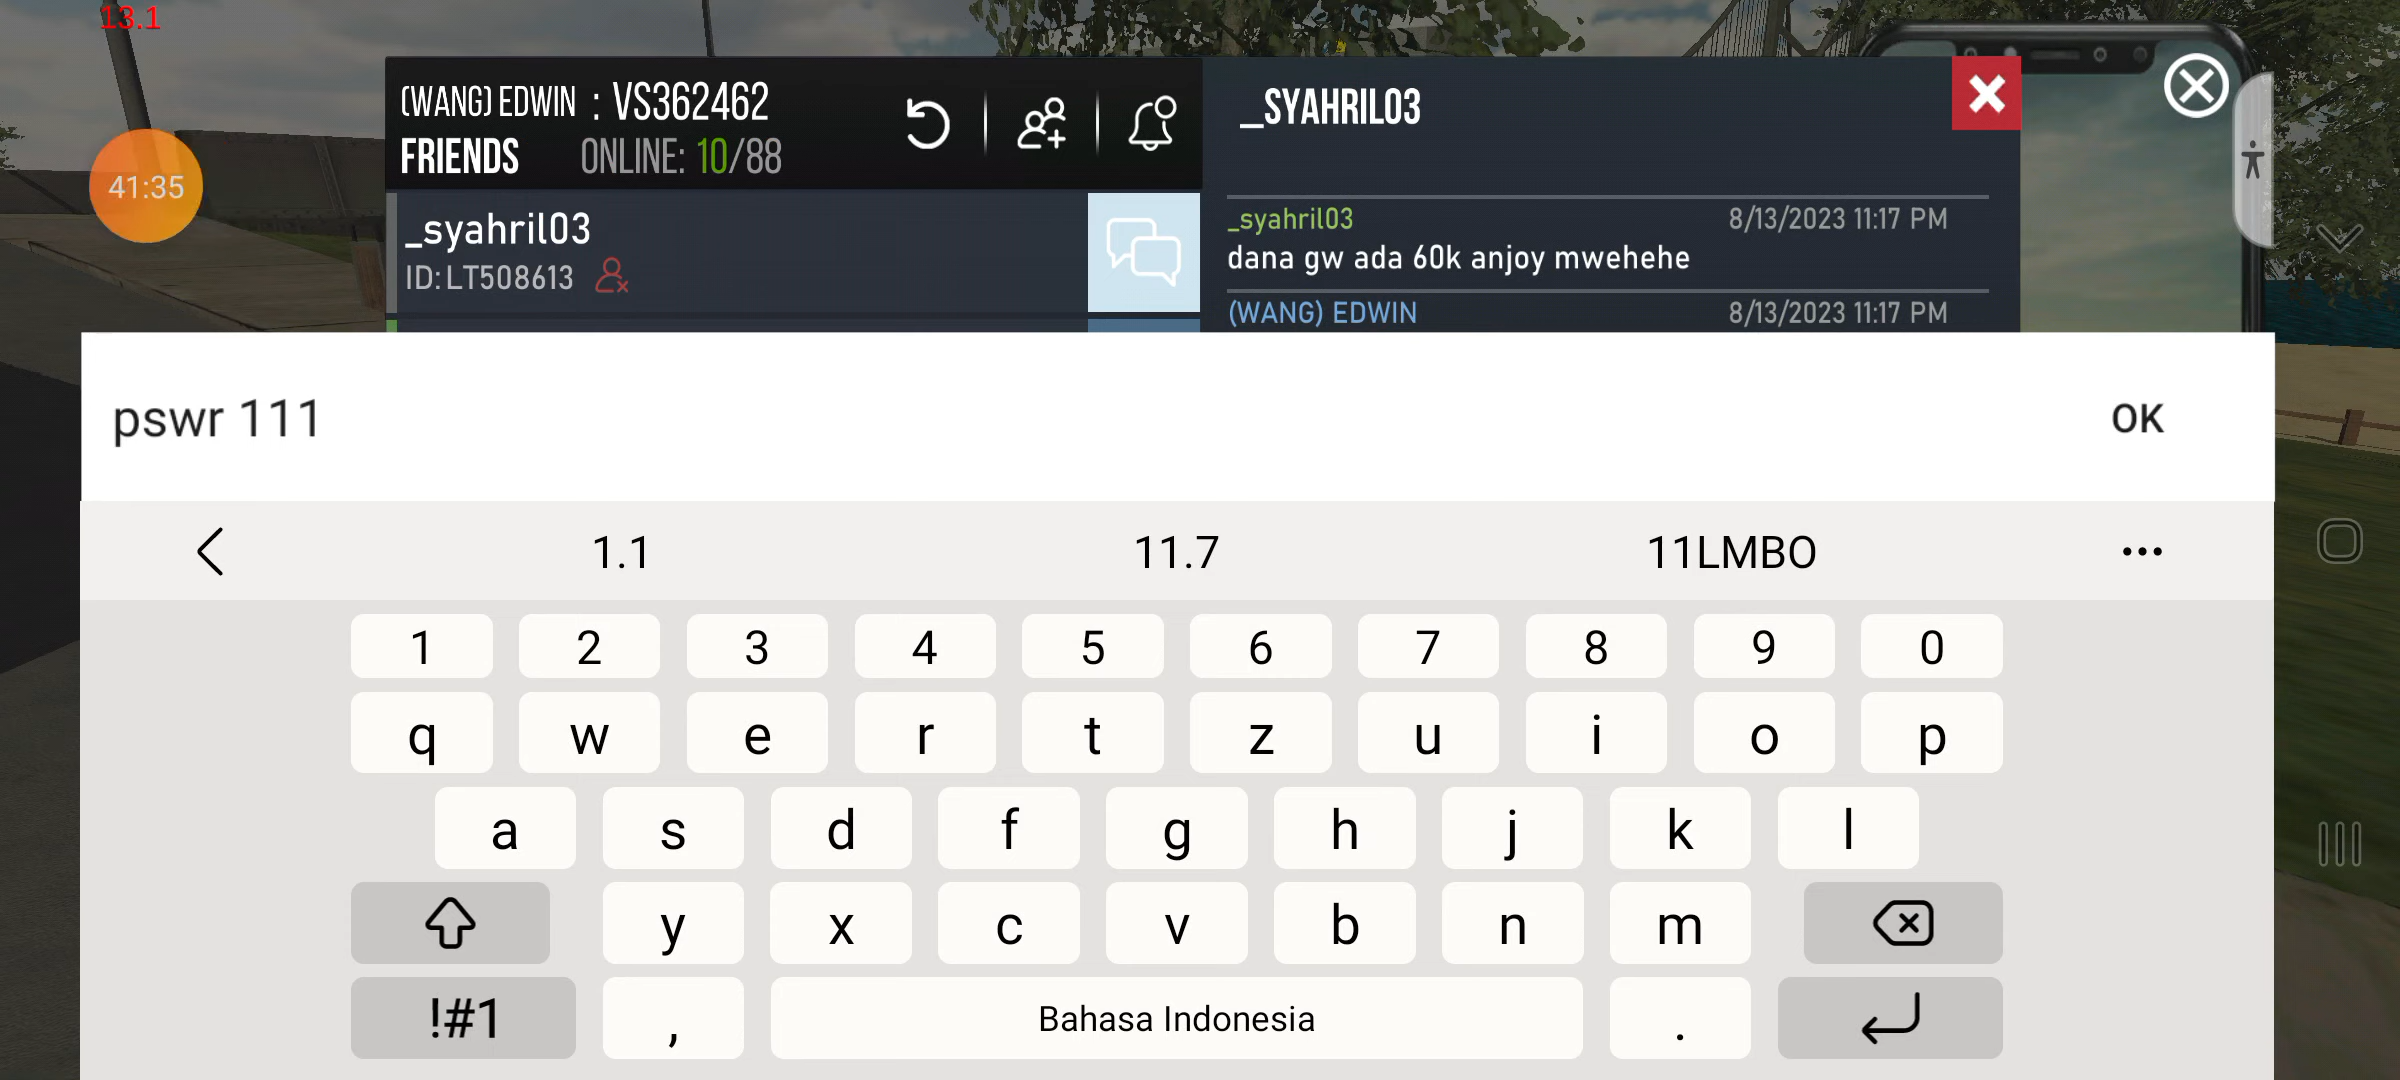 13.1
41:35
(WANG) EDWIN : VS362462
FRIENDS ONLINE: 10/88
_syahril03
ID:LT508613
_SYAHRIL03
_syahril03 8/13/2023 11:17 PM
dana gw ada 60k anjoy mwehehe
(WANG) EDWIN 8/13/2023 11:17 PM
pswr 111 OK
1.1 11.7 11LMBO ...
1 2 3 4 5 6 7 8 9 0
q w e r t z u i o p
a s d f g h j k l
y x c v b n m
!#1 , Bahasa Indonesia .